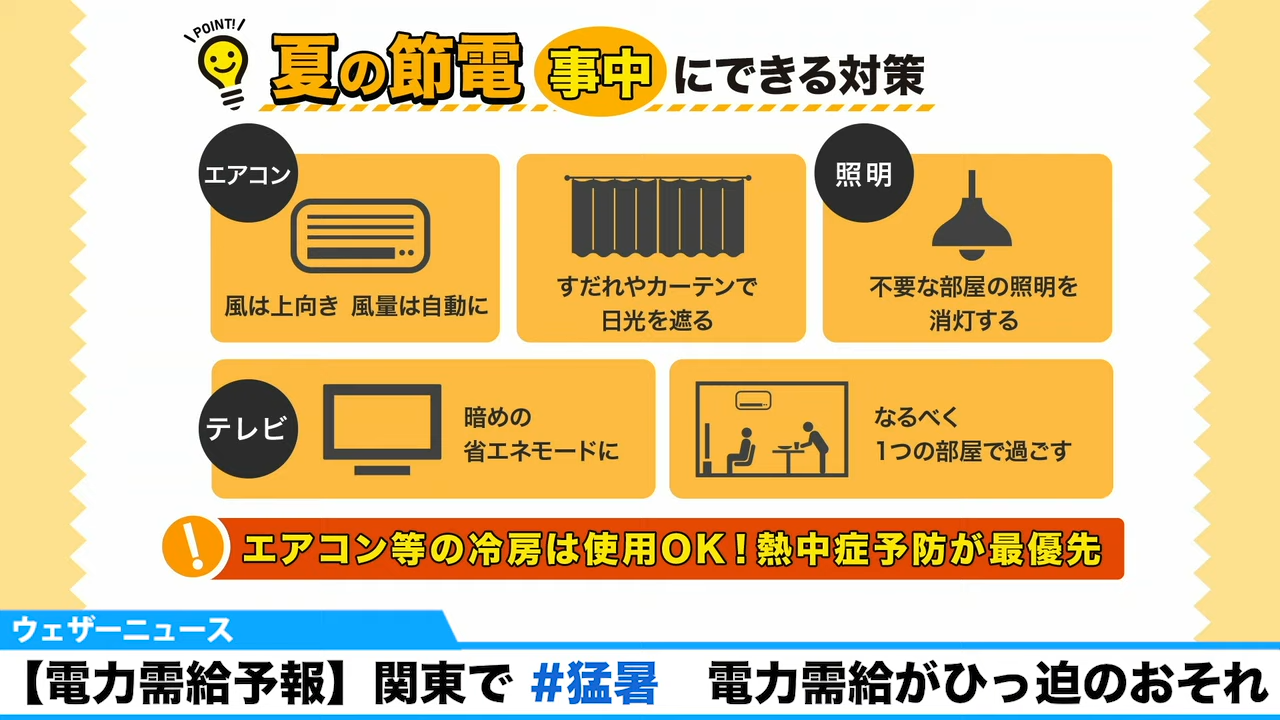 POINT!
夏の節電 事中 にできる対策
エアコン
風は上向き 風量は自動に
すだれやカーテンで
日光を遮る
照明
不要な部屋の照明を
消灯する
テレビ
暗めの
省エネモードに
なるべく
1つの部屋で過ごす
! エアコン等の冷房は使用OK!熱中症予防が最優先
ウェザーニュース
【電力需給予報】関東で #猛暑 電力需給がひっ迫のおそれ